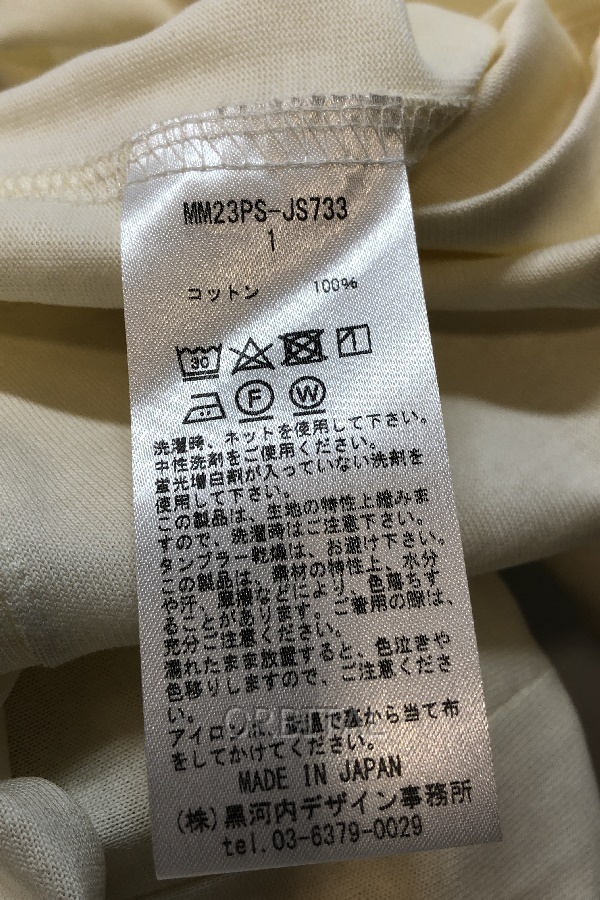 MM23PS-JS733
1
コットン 100%
30
F W
洗濯時、ネットを使用して下さい。
中性洗剤をご使用ください。
蛍光増白剤が入っていない洗剤を
使用して下さい。
この製品は、生地の特性上縮みま
すので、洗濯時はご注意下さい。
タンブラー乾燥は、お避け下さい。
この製品は、素材の特性上、水分
や汗、摩擦などにより、色落ちす
ることがあります。ご着用の際は、
充分ご注意ください。
濡れたまま放置すると、色泣きや
色移りしますので、ご注意くださ
い。
アイロンは、低温で裏から当て布
をしてかけてください。
MADE IN JAPAN
(株)黒河内デザイン事務所
tel.03-6379-0029